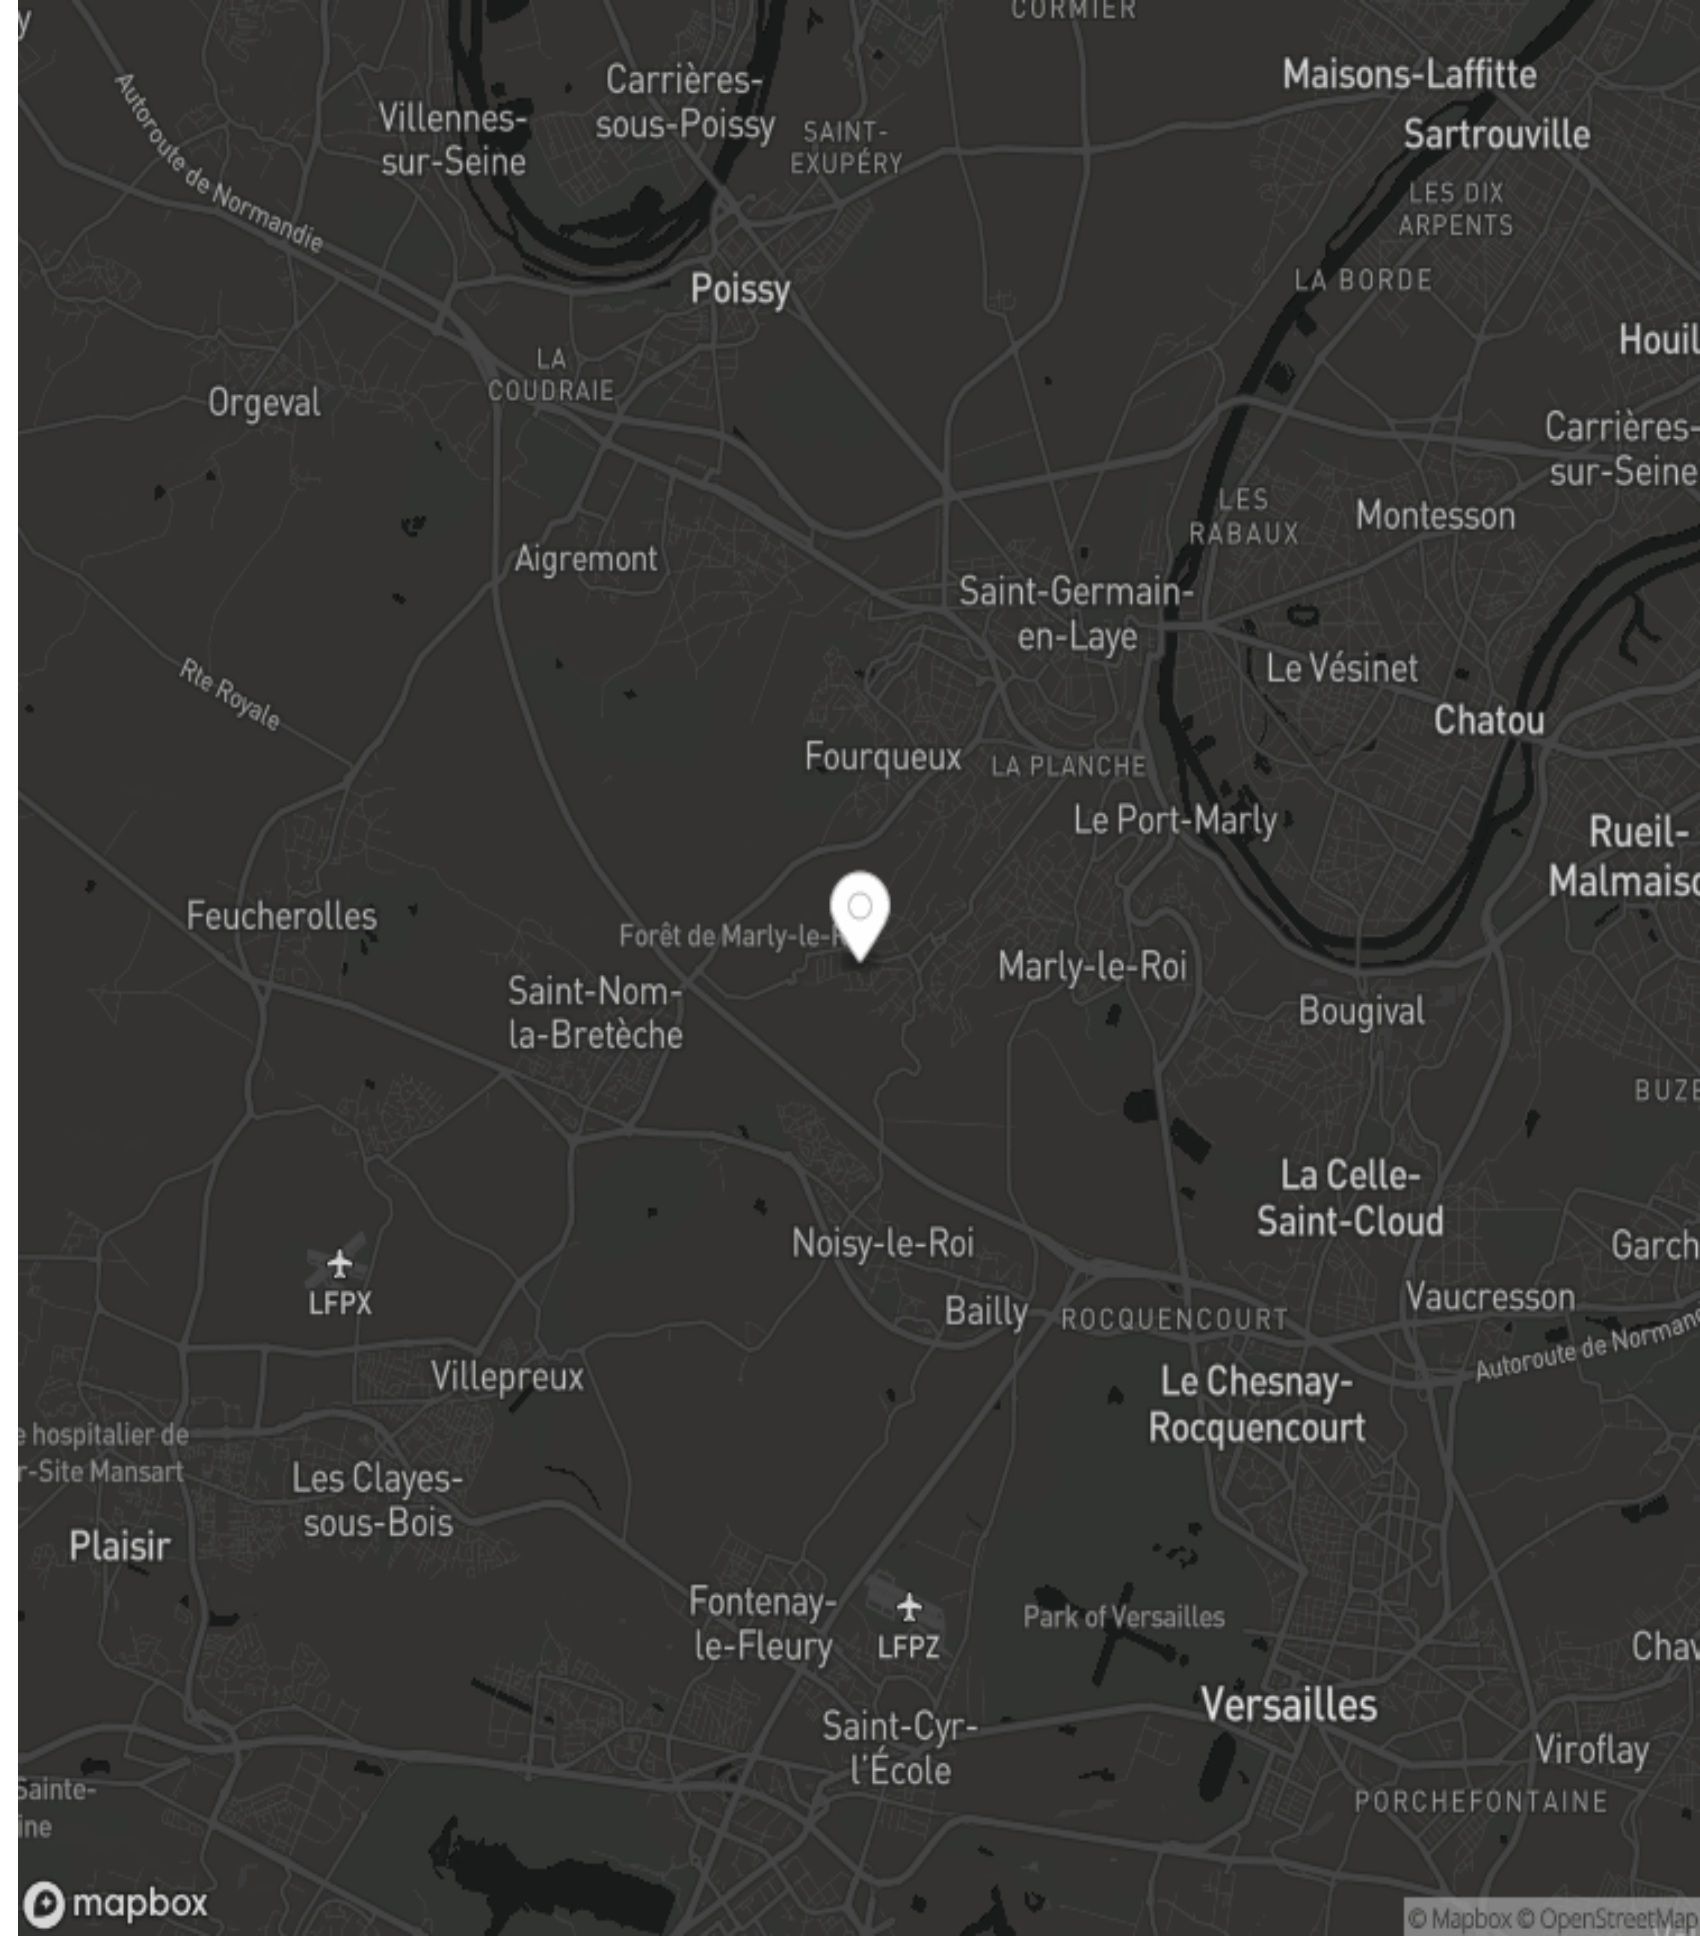 y
CORMIER
Maisons-Laffitte
Carrières-
sous-Poissy
Autoroute de Normandie
Villennes-
sur-Seine
SAINT-
EXUPÉRY
Sartrouville
LES DIX
ARPENTS
LA BORDE
Poissy
Houil
LA
COUDRAIE
Orgeval
Carrières-
sur-Seine
LES
RABAUX
Montesson
Aigremont
Saint-Germain-
en-Laye
Le Vésinet
Rte Royale
Chatou
Fourqueux
LA PLANCHE
Le Port-Marly
Rueil-
Malmaiso
Feucherolles
Forêt de Marly-le-R
Marly-le-Roi
Saint-Nom-
la-Bretèche
Bougival
BUZE
La Celle-
Saint-Cloud
Noisy-le-Roi
Garch
LFPX
Vaucresson
Bailly
ROCQUENCOURT
Autoroute de Norman
Villepreux
Le Chesnay-
Rocquencourt
e hospitalier de
r-Site Mansart
Les Clayes-
sous-Bois
Plaisir
Fontenay-
le-Fleury
LFPZ
Park of Versailles
Chav
Versailles
Saint-Cyr-
l'École
Viroflay
Sainte-
ine
PORCHEFONTAINE
mapbox
© Mapbox © OpenStreetMap